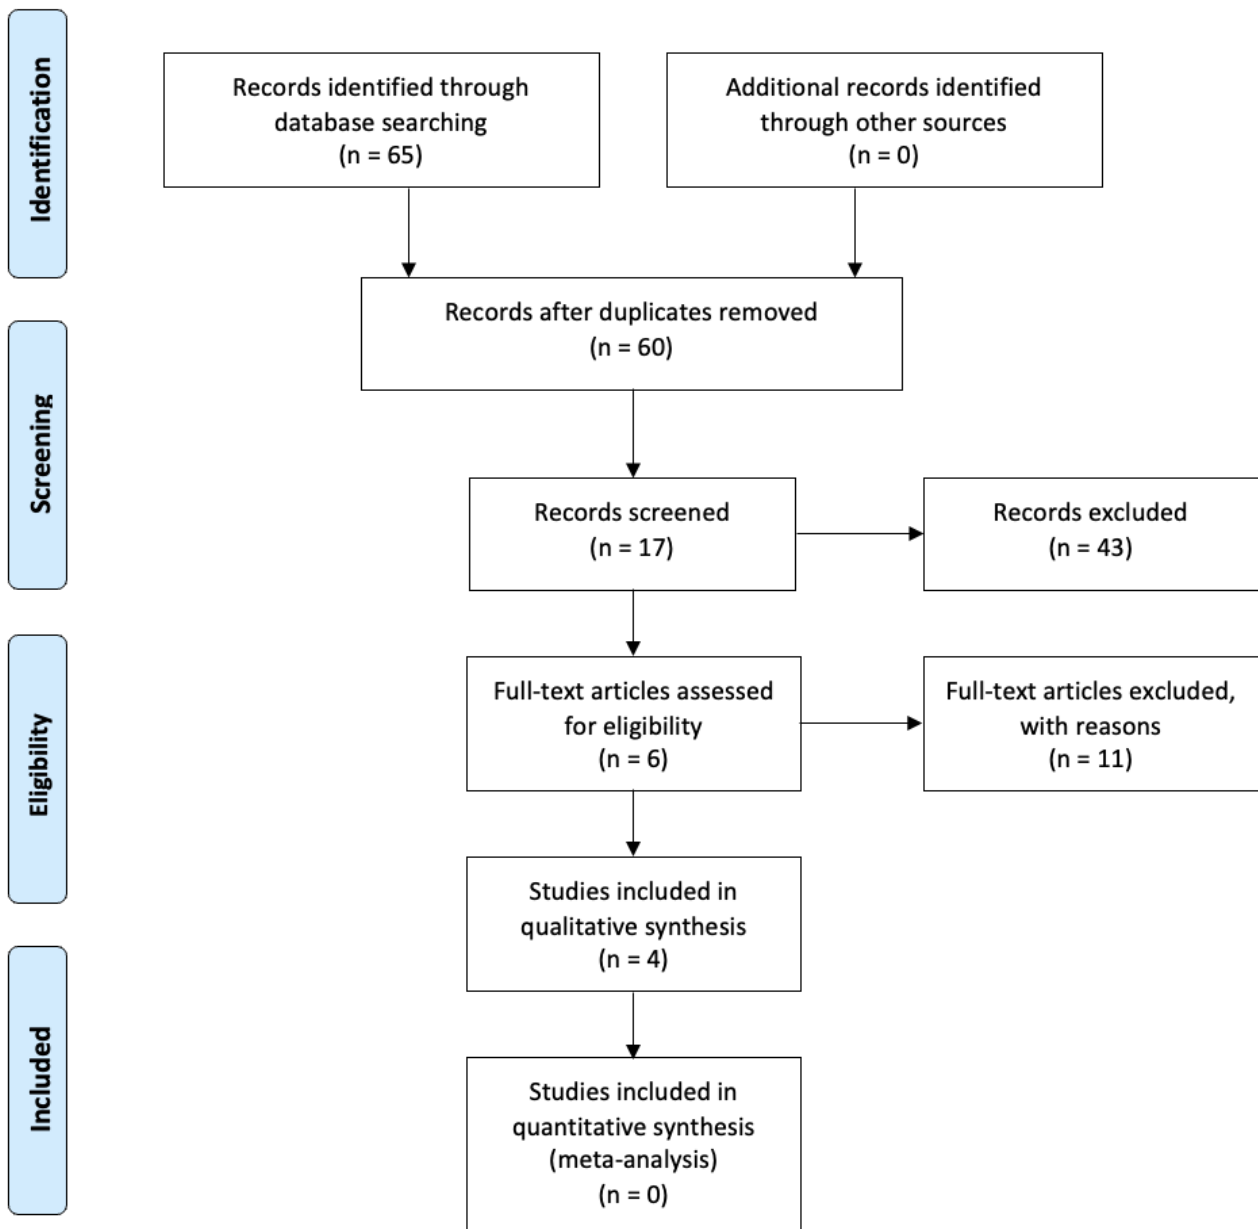 Identification
Records identified through
database searching
(n = 65)
Additional records identified
through other sources
(n = 0)
Records after duplicates removed
(n = 60)
Screening
Records screened
(n = 17)
Records excluded
(n = 43)
Eligibility
Full-text articles assessed
for eligibility
(n = 6)
Full-text articles excluded,
with reasons
(n = 11)
Studies included in
qualitative synthesis
(n = 4)
Included
Studies included in
quantitative synthesis
(meta-analysis)
(n = 0)